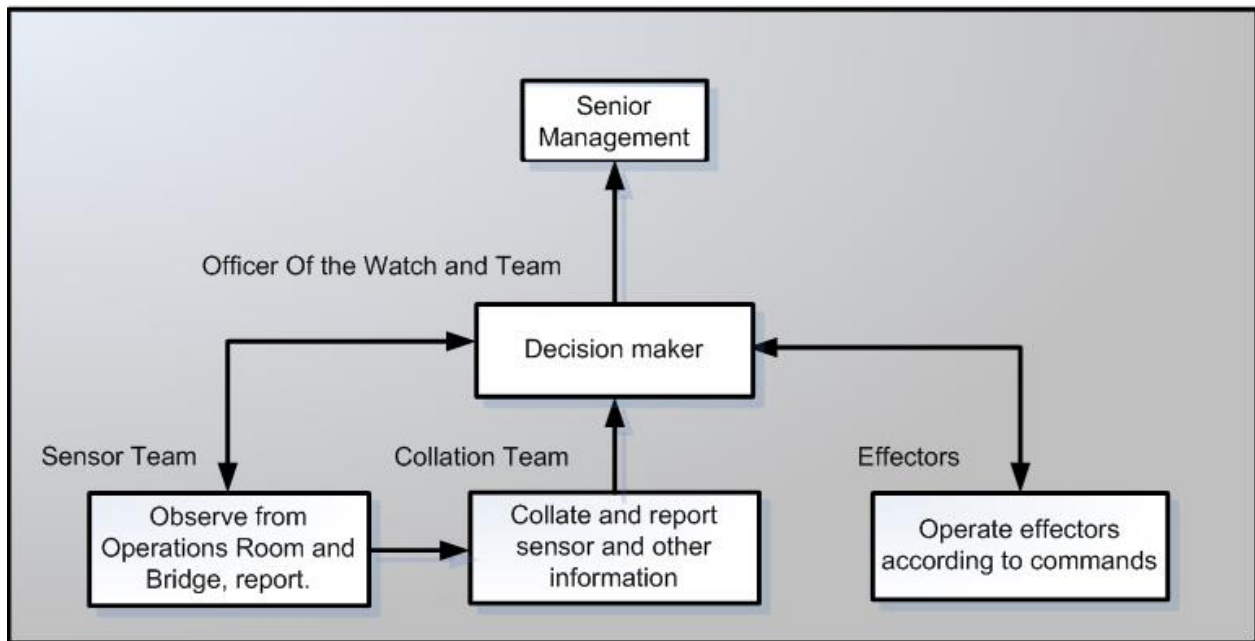 Senior
Management
Officer Of the Watch and Team
Decision maker
Sensor Team
Collation Team
Effectors
Observe from
Operations Room and
Bridge, report.
Collate and report
sensor and other
information
Operate effectors
according to commands